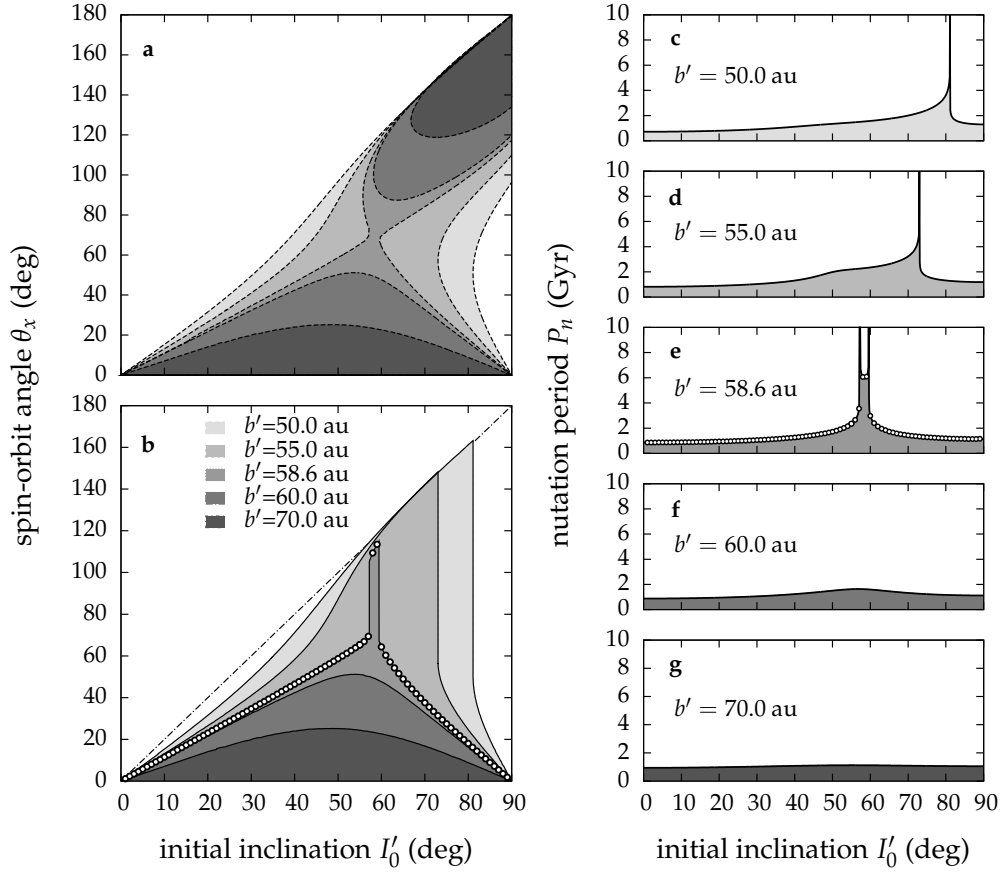 spin-orbit angle θx (deg)
a
180
160
140
120
100
80
60
40
20
0
b
180
160
140
120
100
80
60
40
20
0
b′=50.0 au
b′=55.0 au
b′=58.6 au
b′=60.0 au
b′=70.0 au
0 10 20 30 40 50 60 70 80 90
initial inclination I′0 (deg)
nutation period Pn (Gyr)
c
b′ = 50.0 au
10
8
6
4
2
0
d
b′ = 55.0 au
10
8
6
4
2
0
e
b′ = 58.6 au
10
8
6
4
2
0
f
b′ = 60.0 au
10
8
6
4
2
0
g
b′ = 70.0 au
10
8
6
4
2
0
0 10 20 30 40 50 60 70 80 90
initial inclination I′0 (deg)